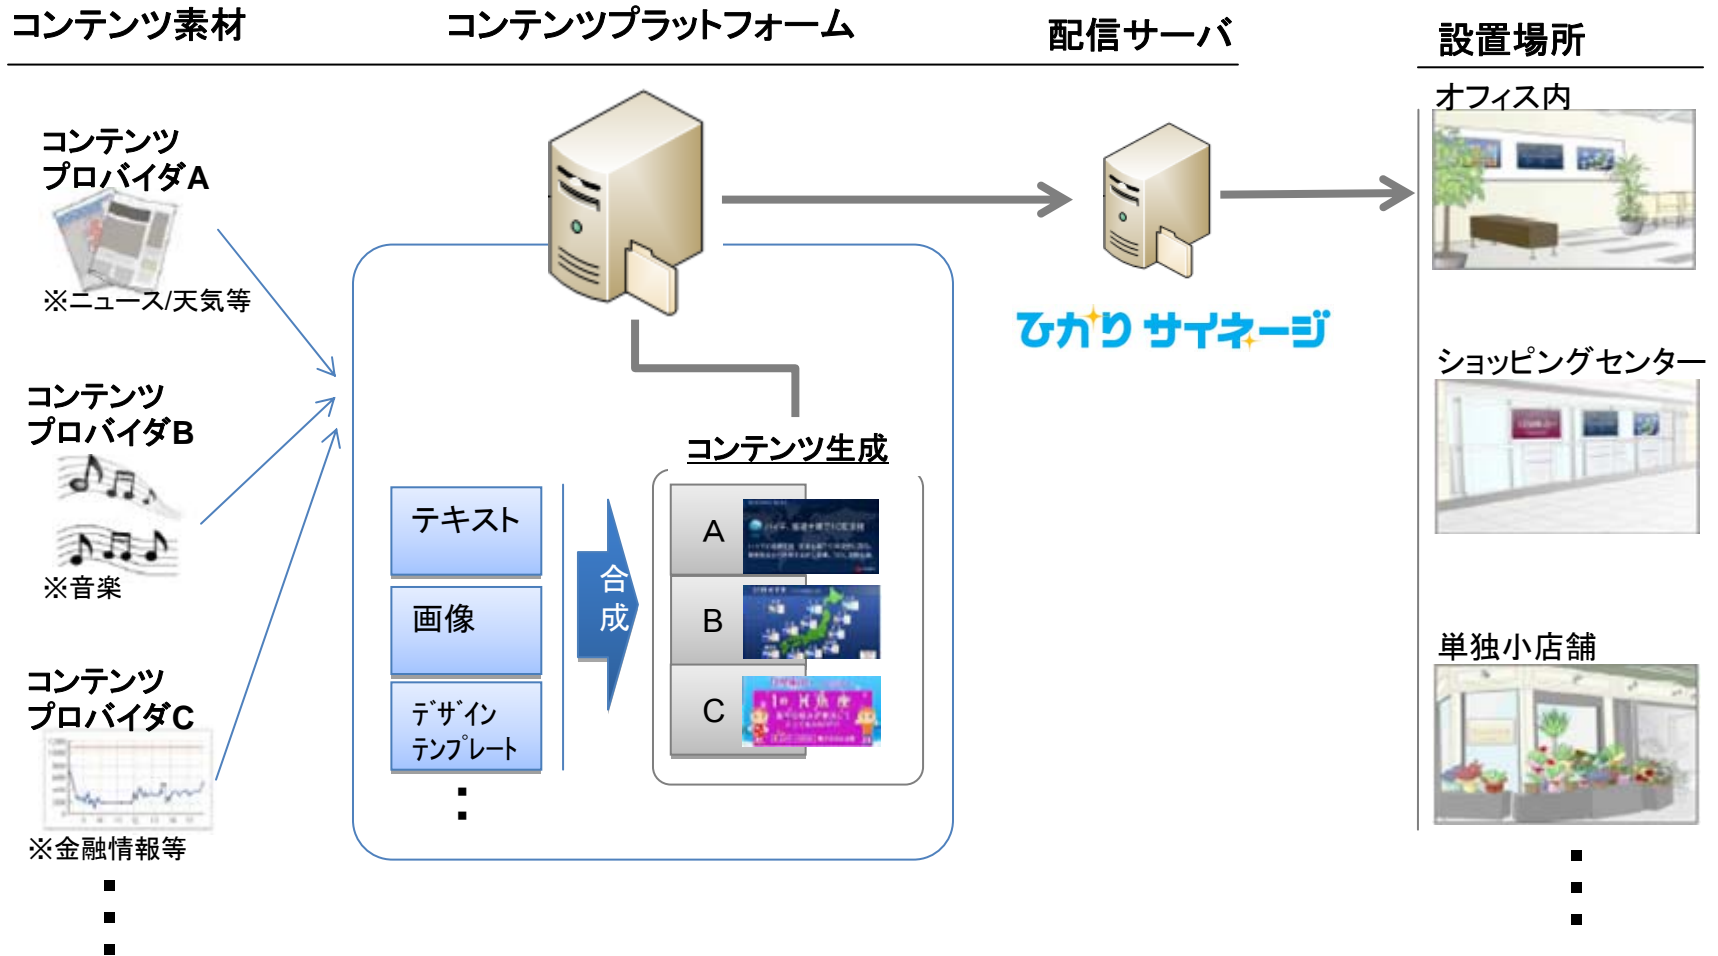 コンテンツ素材
コンテンツプラットフォーム
配信サーバ
設置場所
コンテンツ
プロバイダA
※ニュース/天気等
コンテンツ
プロバイダB
※音楽
コンテンツ
プロバイダC
※金融情報等
テキスト
画像
デザイン
テンプレート
合
成
コンテンツ生成
A
B
C
ひかりサイネージ
オフィス内
ショッピングセンター
単独小店舗